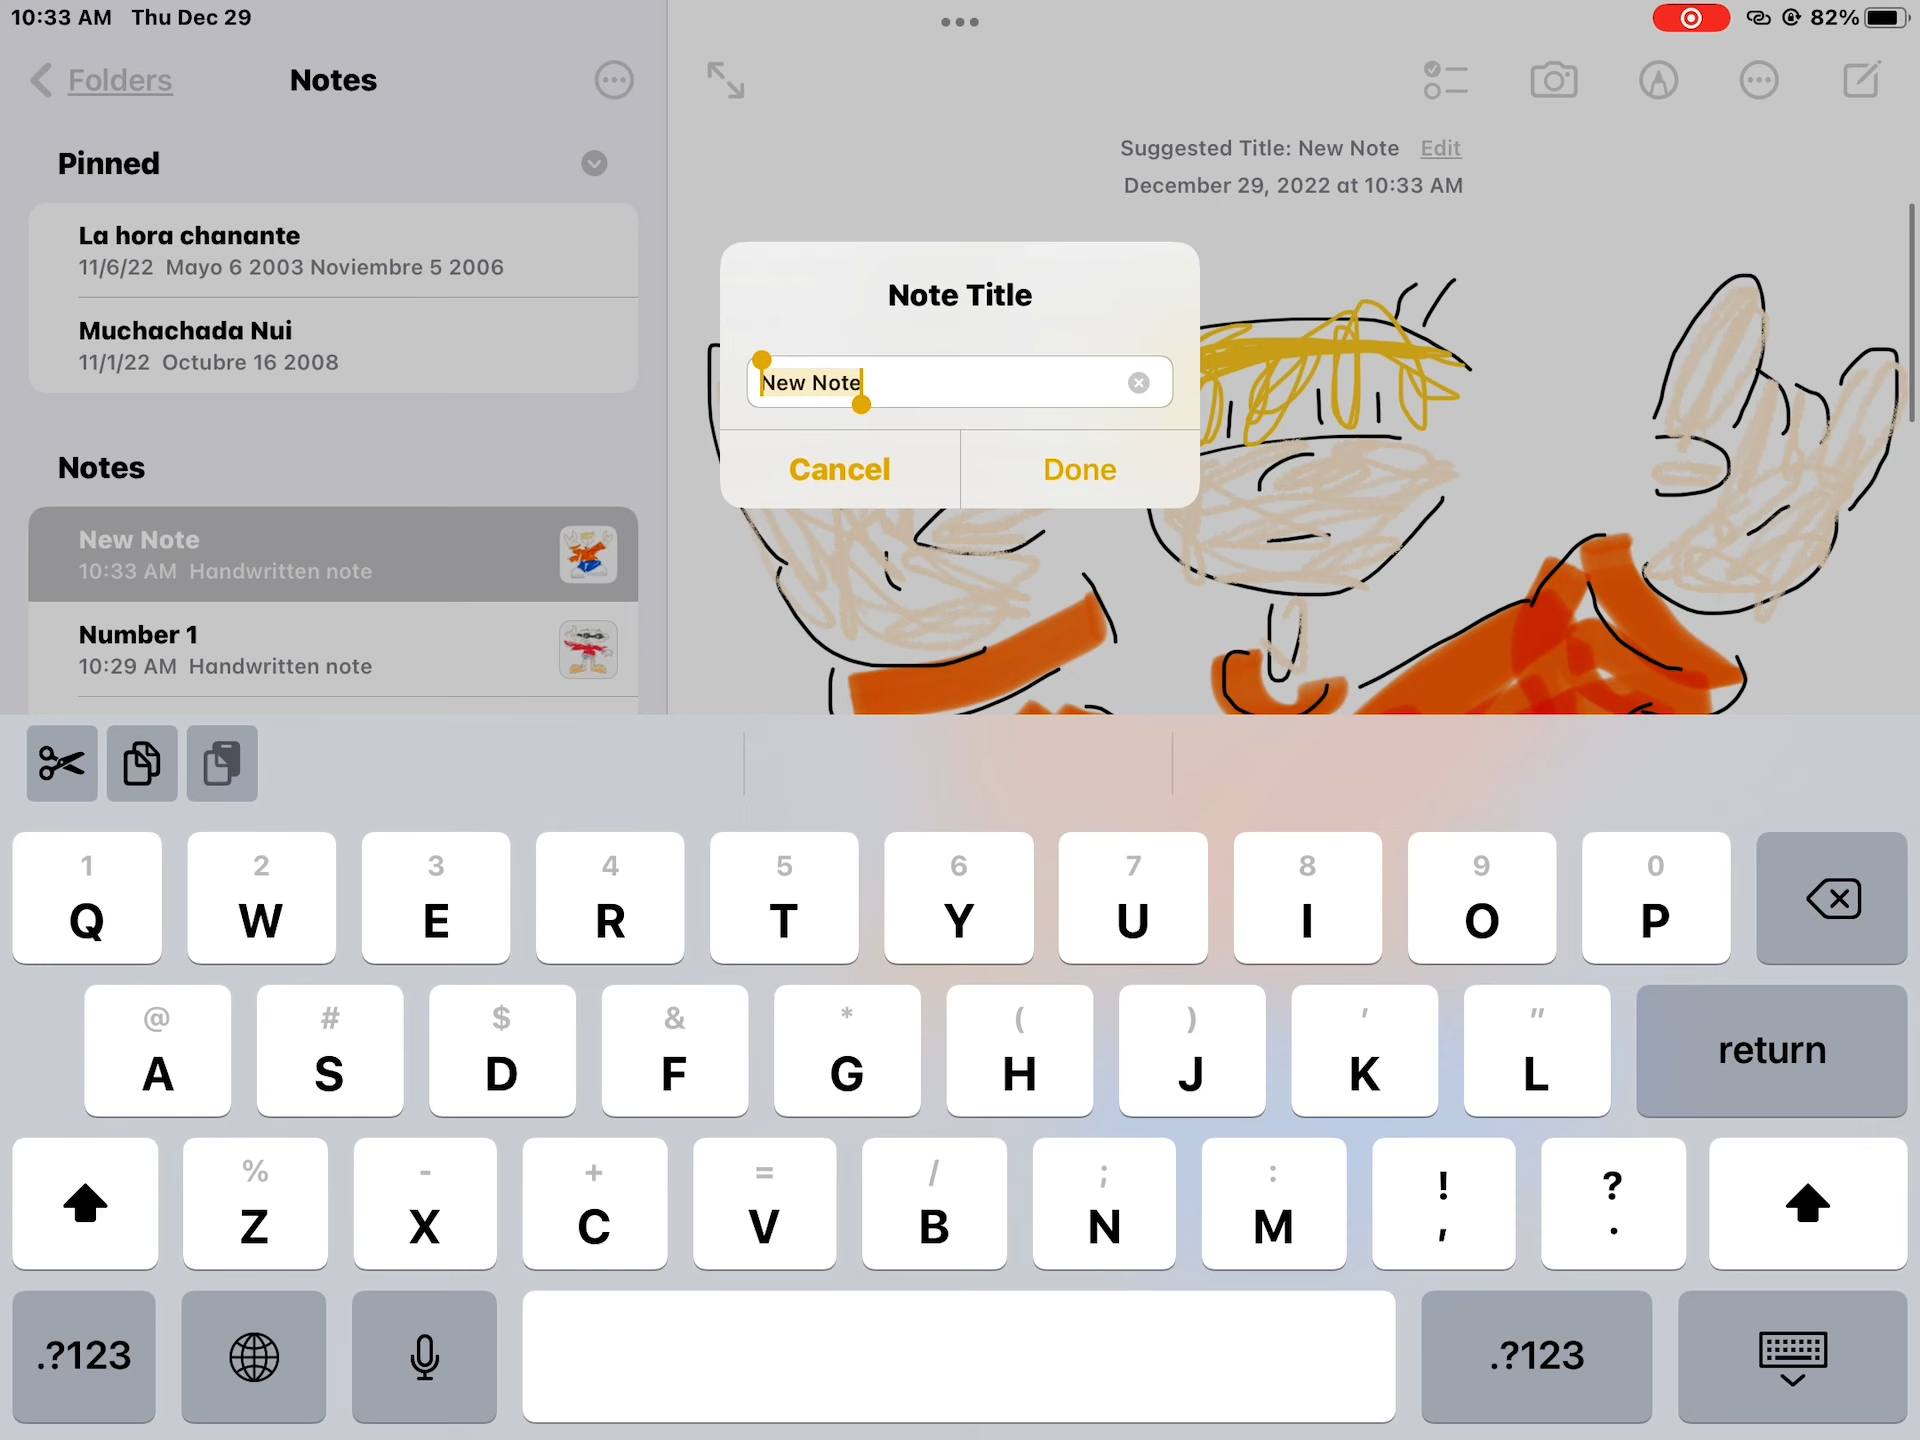 10:33 AM Thu Dec 29
82%
Folders
Notes
Pinned
La hora chanante
11/6/22 Mayo 6 2003 Noviembre 5 2006
Muchachada Nui
11/1/22 Octubre 16 2008
Notes
New Note
10:33 AM Handwritten note
Number 1
10:29 AM Handwritten note
Suggested Title: New Note Edit
December 29, 2022 at 10:33 AM
Note Title
New Note
Cancel Done
1 2 3 4 5 6 7 8 9 0
Q W E R T Y U I O P
@ # $ & * ( ) ' "
A S D F G H J K L return
% - + = / ; : ! ?
Z X C V B N M , .
.?123 .?123